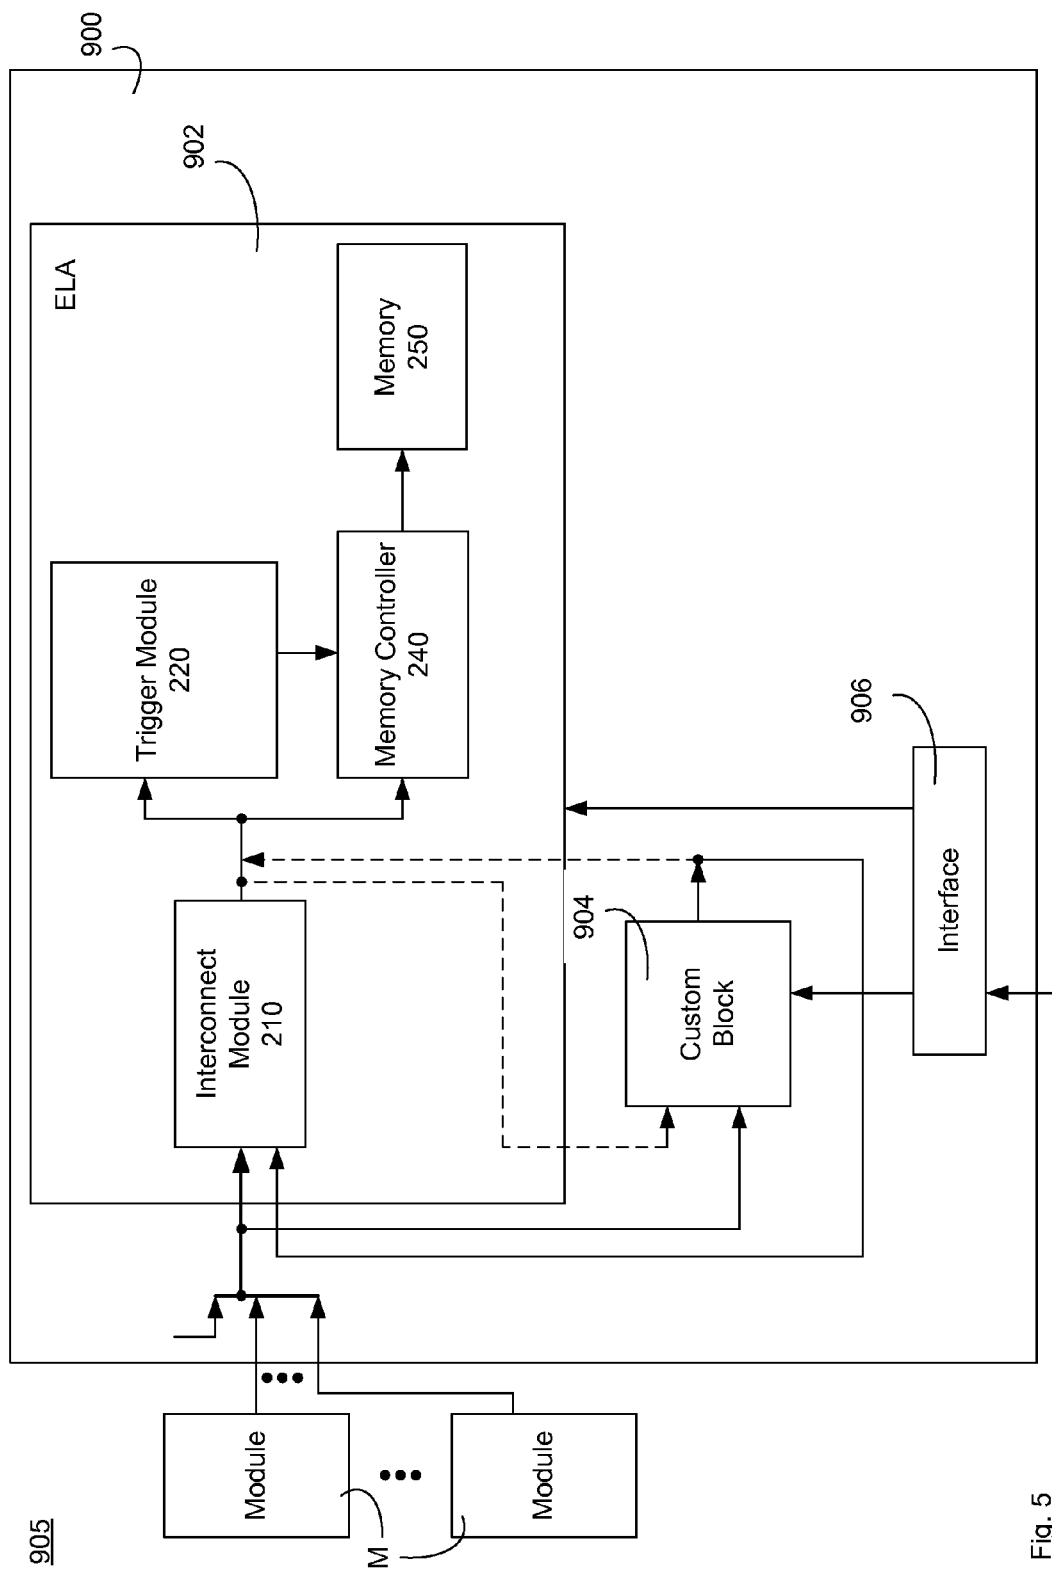 905
900
902
ELA
Trigger Module
220
Memory
250
Interconnect
Module
210
Memory Controller
240
Module
M
Module
904
Custom
Block
906
Interface
Fig. 5